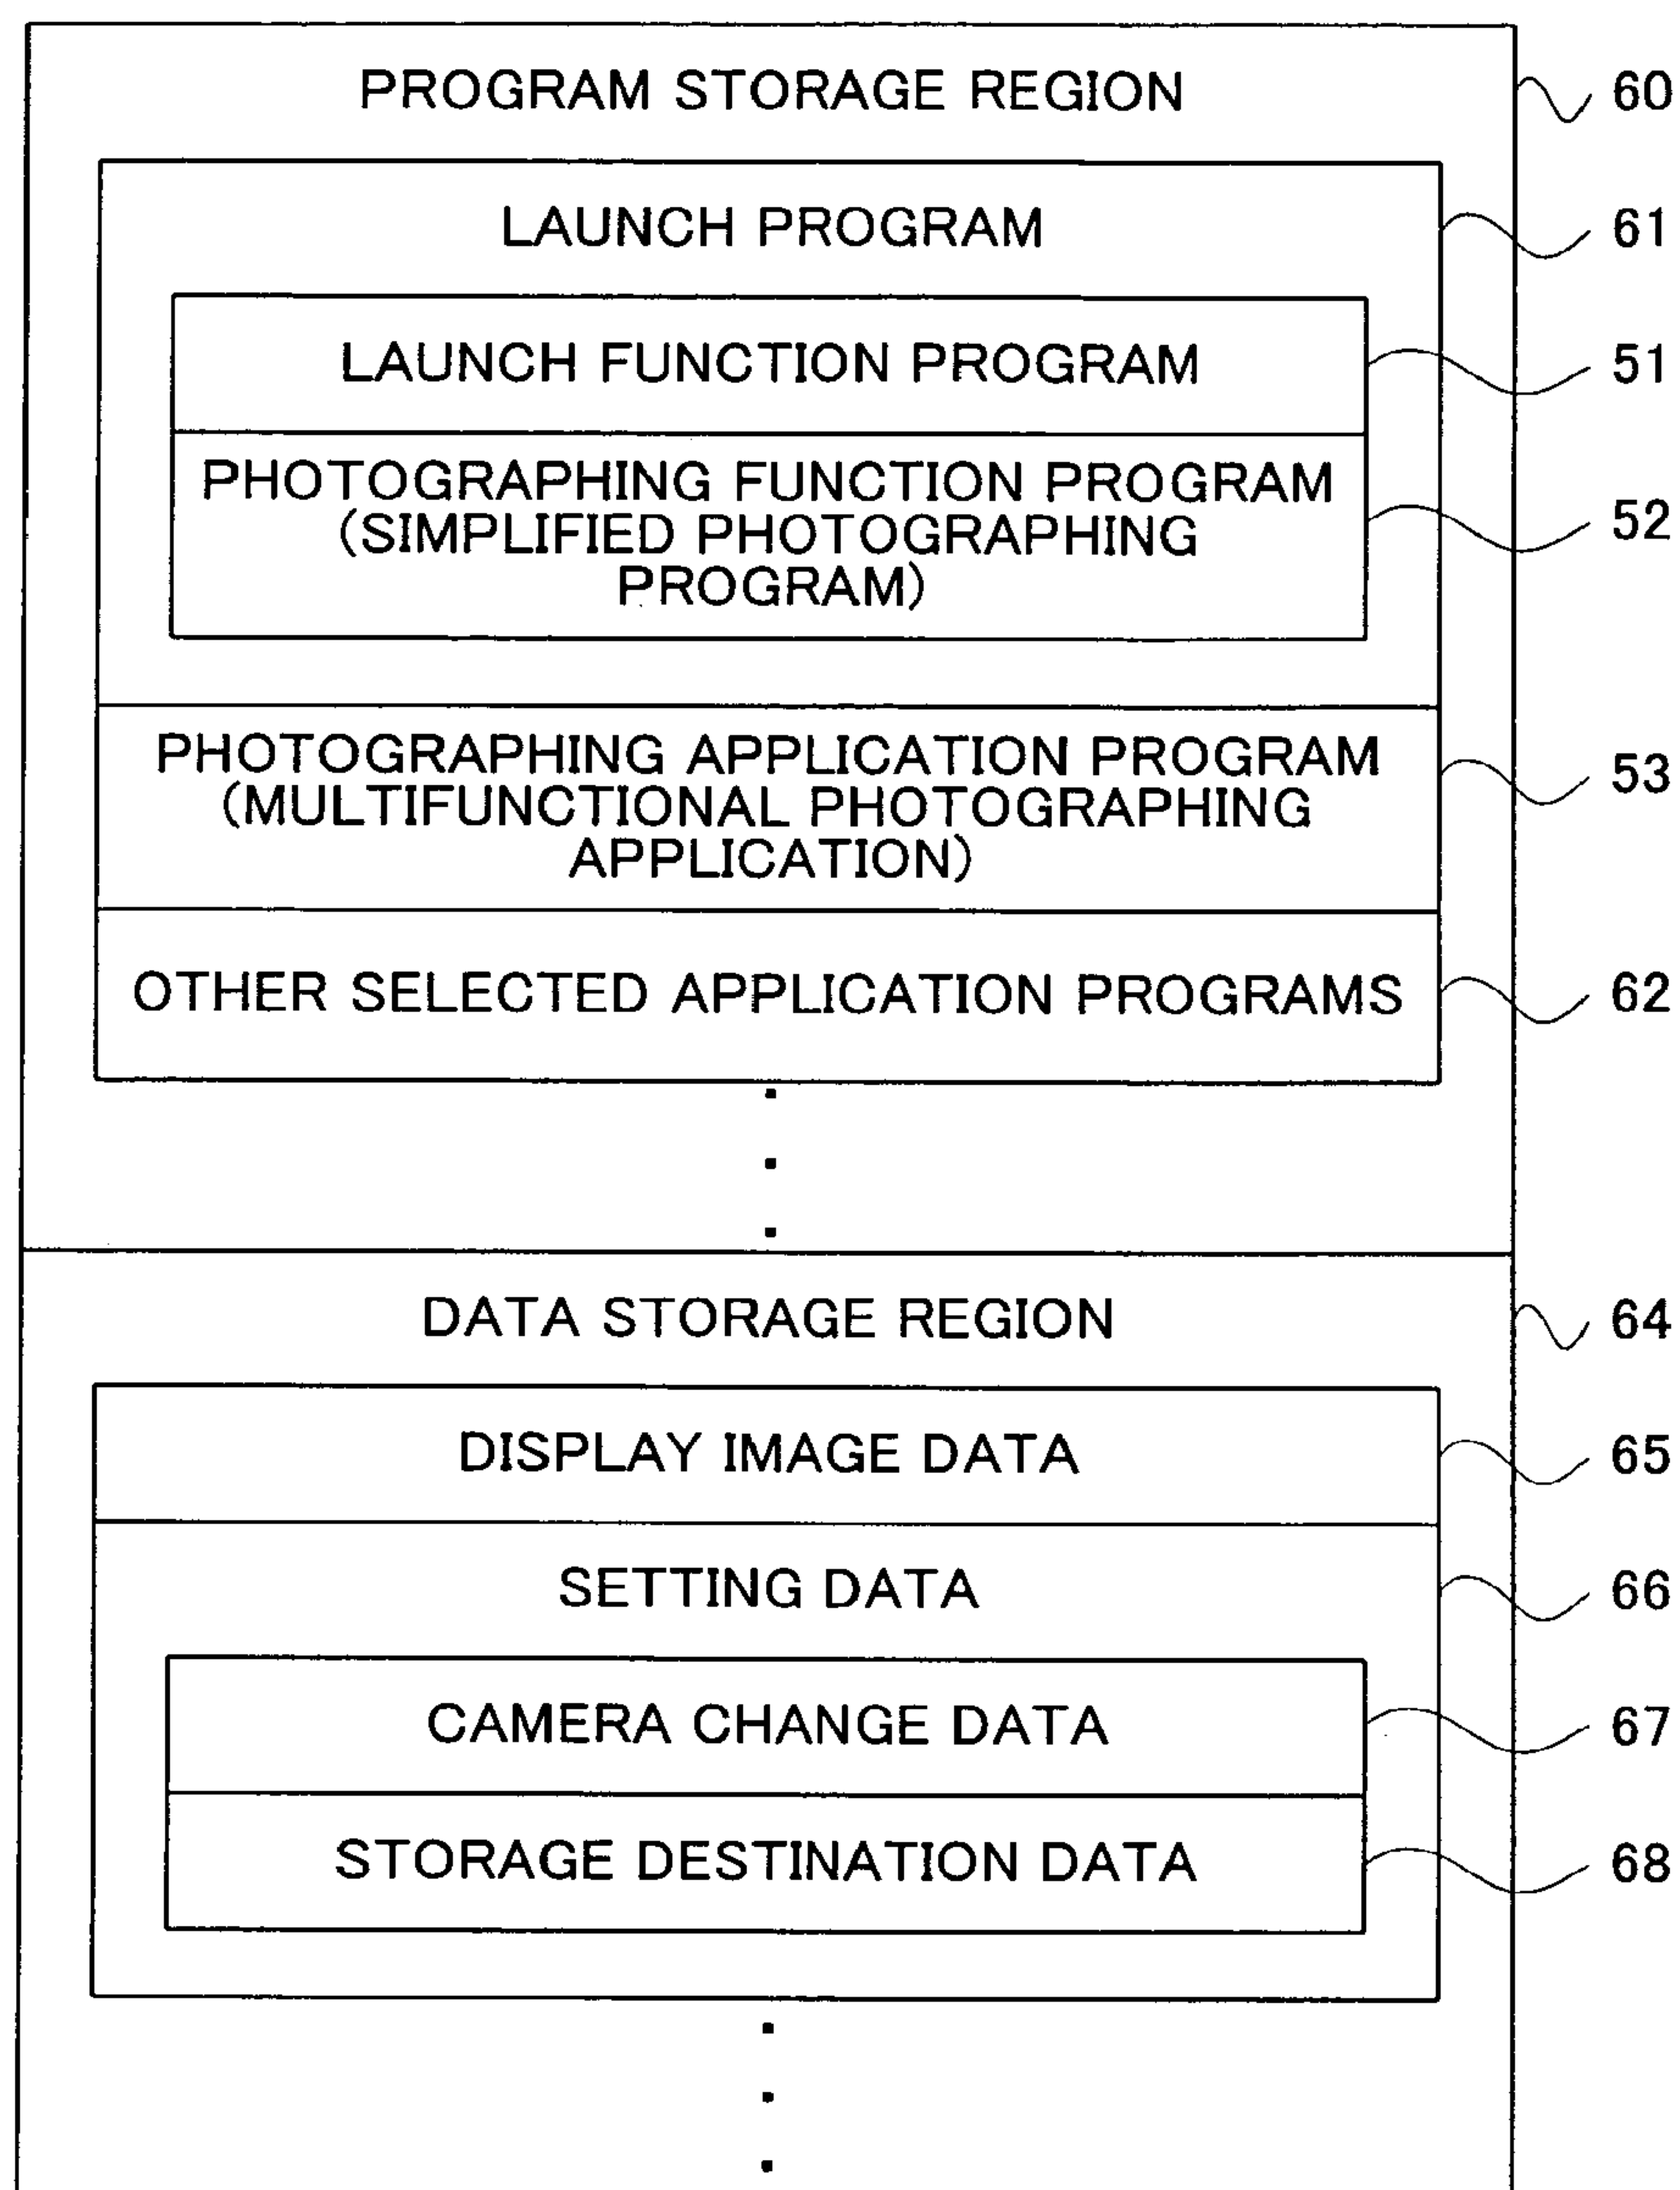 PROGRAM STORAGE REGION 60
LAUNCH PROGRAM 61
LAUNCH FUNCTION PROGRAM 51
PHOTOGRAPHING FUNCTION PROGRAM
(SIMPLIFIED PHOTOGRAPHING 52
PROGRAM)
PHOTOGRAPHING APPLICATION PROGRAM
(MULTIFUNCTIONAL PHOTOGRAPHING 53
APPLICATION)
OTHER SELECTED APPLICATION PROGRAMS 62
DATA STORAGE REGION 64
DISPLAY IMAGE DATA 65
SETTING DATA 66
CAMERA CHANGE DATA 67
STORAGE DESTINATION DATA 68